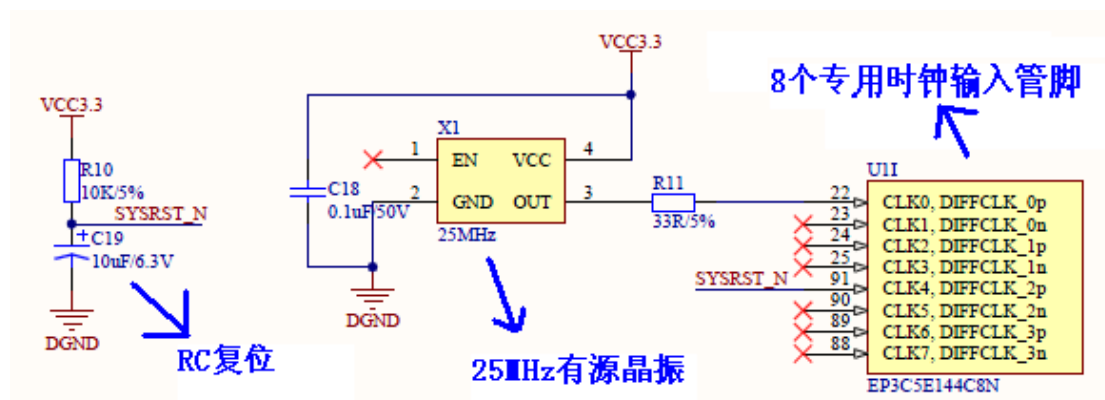 VCC3.3
R10
10K/5%
SYSRST_N
C19
10uF/6.3V
DGND
RC复位
VCC3.3
X1
1 EN VCC 4
2 GND OUT 3
25MHz
C18
0.1uF/50V
DGND
25MHz有源晶振
R11
33R/5%
8个专用时钟输入管脚
U1I
22 CLK0, DIFFCLK_0p
23 CLK1, DIFFCLK_0n
24 CLK2, DIFFCLK_1p
25 CLK3, DIFFCLK_1n
SYSRST_N 91 CLK4, DIFFCLK_2p
90 CLK5, DIFFCLK_2n
89 CLK6, DIFFCLK_3p
88 CLK7, DIFFCLK_3n
EP3C5E144C8N